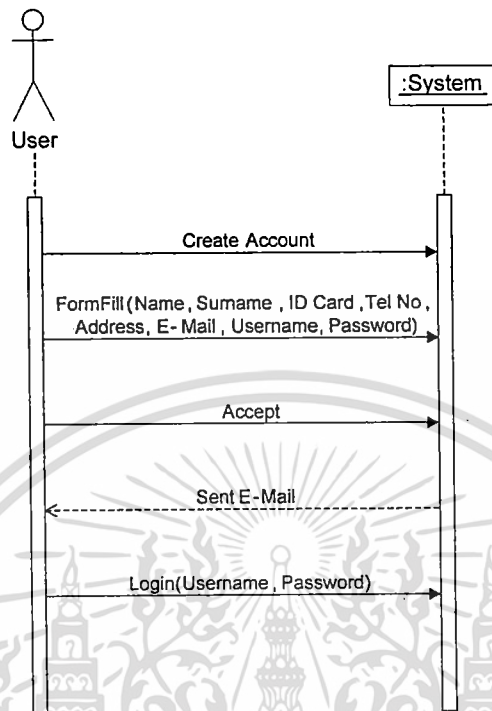 :System
User
Create Account
FormFill(Name, Surname, ID Card, Tel No,
Address, E-Mail, Username, Password)
Accept
Sent E-Mail
Login(Username, Password)